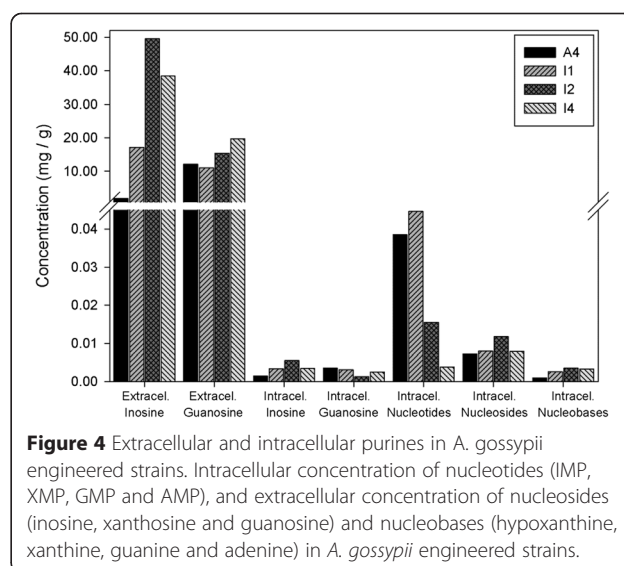 50.00
40.00
30.00
20.00
10.00
0.04
0.03
0.02
0.01
0.00
Concentration (mg / g)
A4
I1
I2
I4
Extracel. Inosine
Extracel. Guanosine
Intracel. Inosine
Intracel. Guanosine
Intracel. Nucleotides
Intracel. Nucleosides
Intracel. Nucleobases
Figure 4 Extracellular and intracellular purines in A. gossypii
engineered strains. Intracellular concentration of nucleotides (IMP,
XMP, GMP and AMP), and extracellular concentration of nucleosides
(inosine, xanthosine and guanosine) and nucleobases (hypoxanthine,
xanthine, guanine and adenine) in A. gossypii engineered strains.